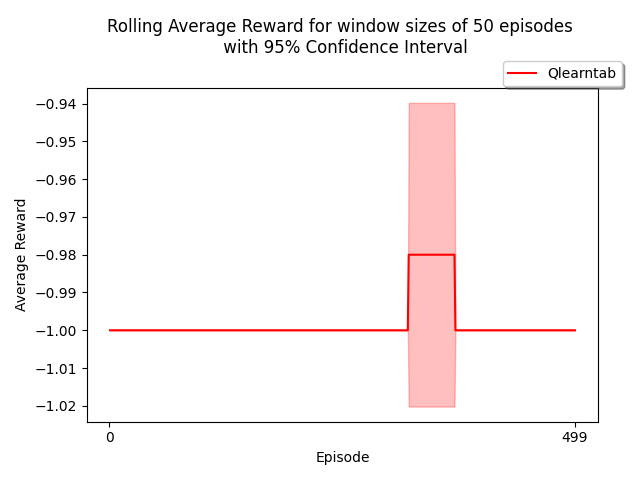 Rolling Average Reward for window sizes of 50 episodes
with 95% Confidence Interval
Qlearntab
−0.94
−0.95
−0.96
−0.97
−0.98
−0.99
−1.00
−1.01
−1.02
Average Reward
0
499
Episode